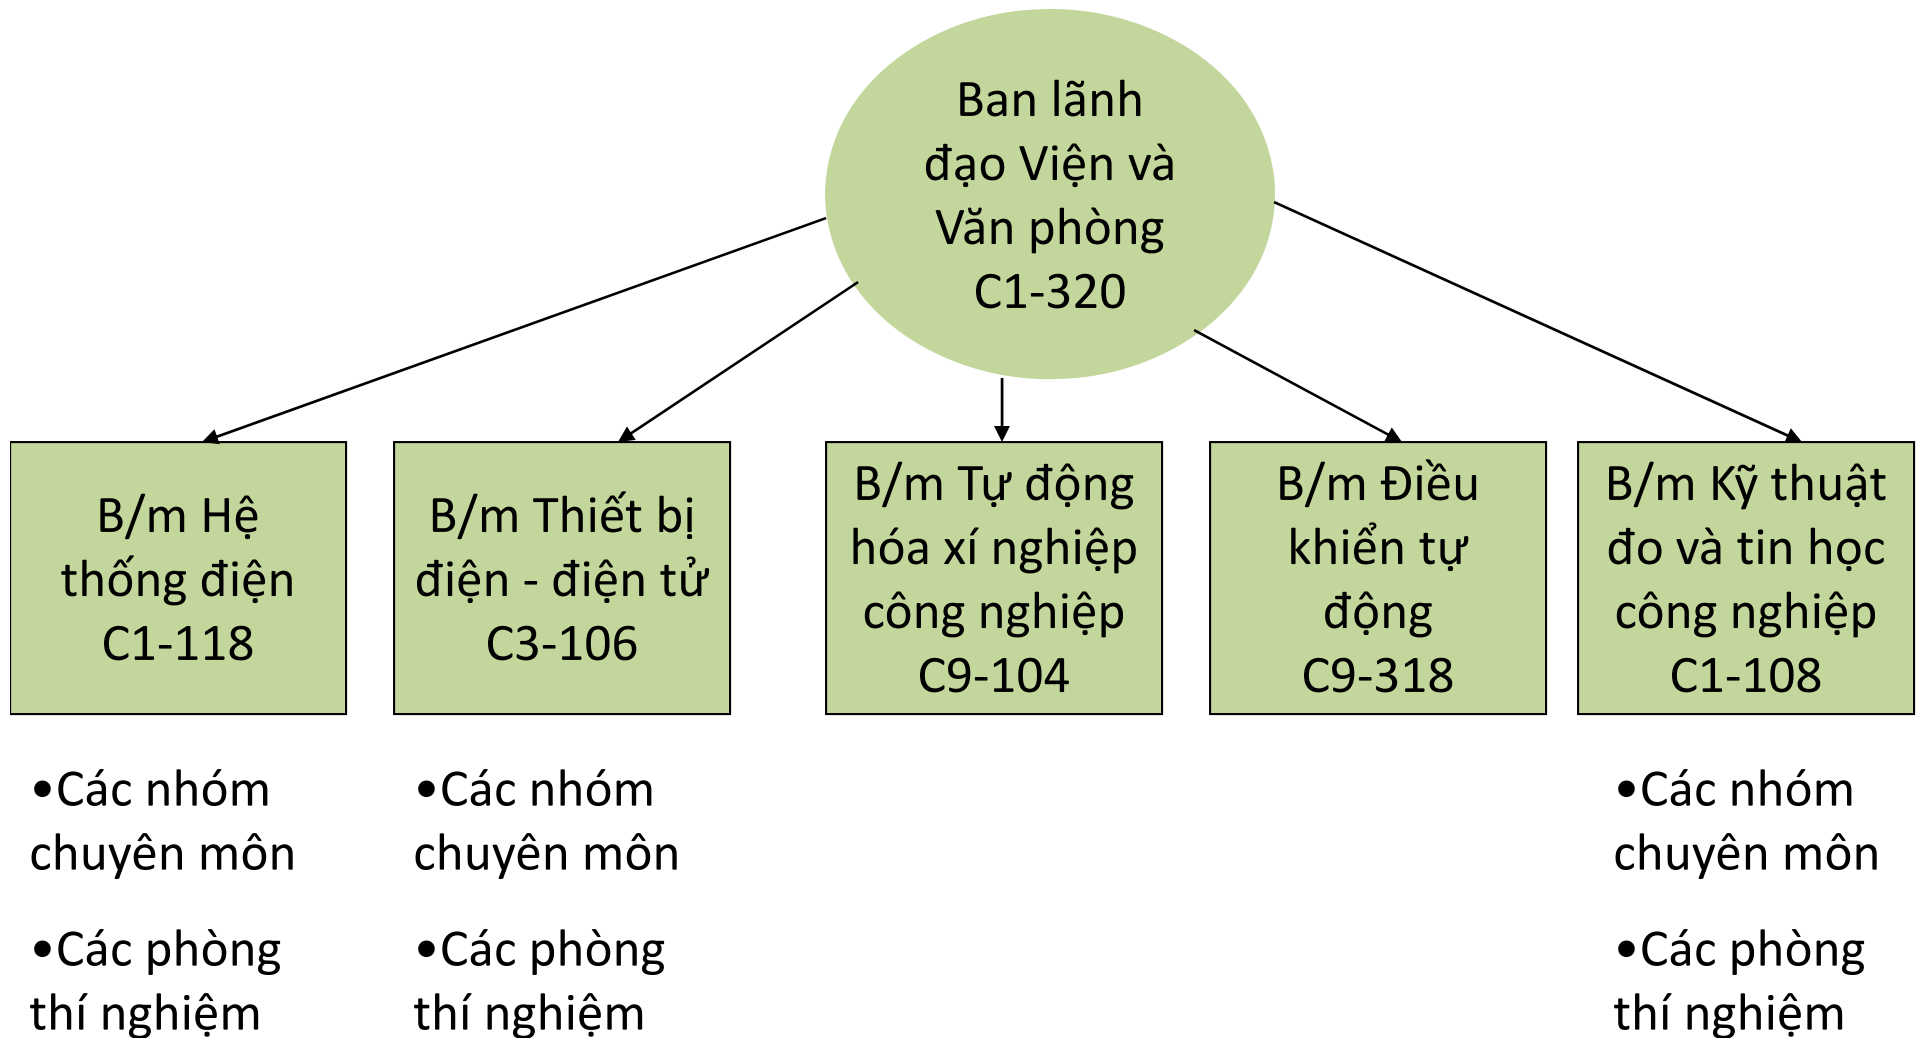 Ban lãnh
đạo Viện và
Văn phòng
C1-320
B/m Hệ
thống điện
C1-118
B/m Thiết bị
điện - điện tử
C3-106
B/m Tự động
hóa xí nghiệp
công nghiệp
C9-104
B/m Điều
khiển tự
động
C9-318
B/m Kỹ thuật
đo và tin học
công nghiệp
C1-108
•Các nhóm
chuyên môn
•Các phòng
thí nghiệm
•Các nhóm
chuyên môn
•Các phòng
thí nghiệm
•Các nhóm
chuyên môn
•Các phòng
thí nghiệm